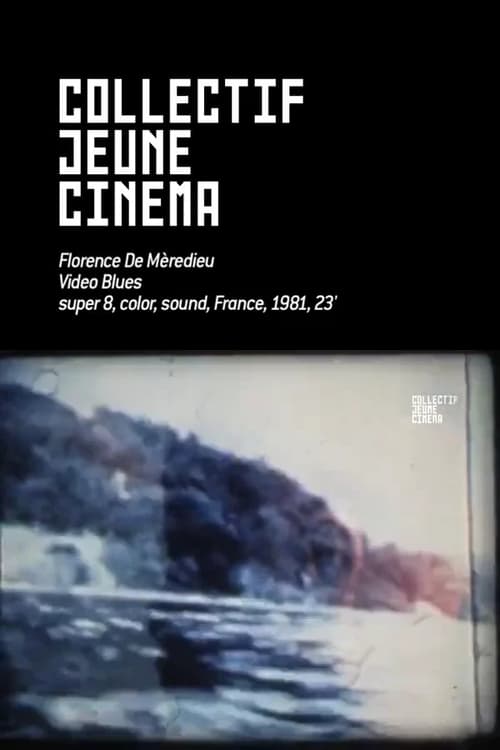 COLLECTIF
JEUNE
CINEMA
Florence De Mèredieu
Video Blues
super 8, color, sound, France, 1981, 23'
COLLECTIF
JEUNE
CINEMA